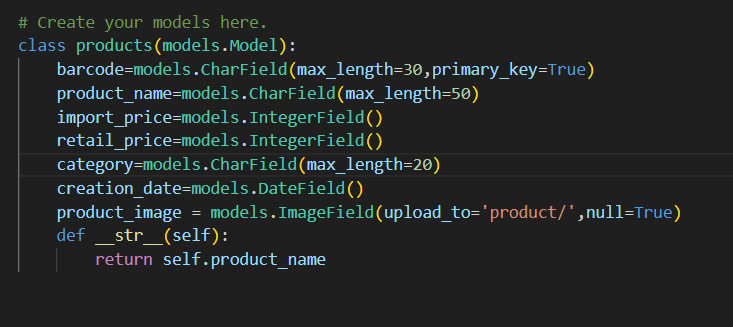 # Create your models here.
class products(models.Model):
    barcode=models.CharField(max_length=30,primary_key=True)
    product_name=models.CharField(max_length=50)
    import_price=models.IntegerField()
    retail_price=models.IntegerField()
    category=models.CharField(max_length=20)
    creation_date=models.DateField()
    product_image = models.ImageField(upload_to='product/',null=True)
    def __str__(self):
        return self.product_name